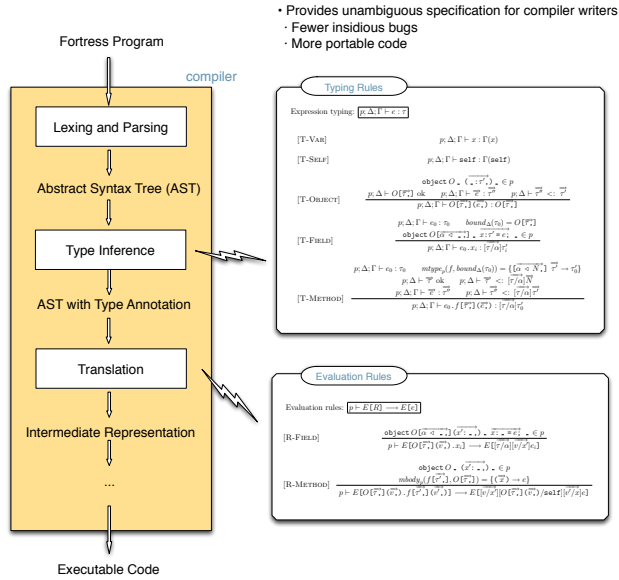 • Provides unambiguous specification for compiler writers
· Fewer insidious bugs
· More portable code
Fortress Program
compiler
Lexing and Parsing
Abstract Syntax Tree (AST)
Type Inference
AST with Type Annotation
Translation
Intermediate Representation
...
Executable Code
Typing Rules
Expression typing: p; Δ; Γ ⊢ e : τ
[T-VAR] p; Δ; Γ ⊢ x : Γ(x)
[T-SELF] p; Δ; Γ ⊢ self : Γ(self)
[T-OBJECT]
[T-FIELD]
[T-METHOD]
Evaluation Rules
Evaluation rules: p ⊢ E[R] ⟶ E[e]
[R-FIELD]
[R-METHOD]